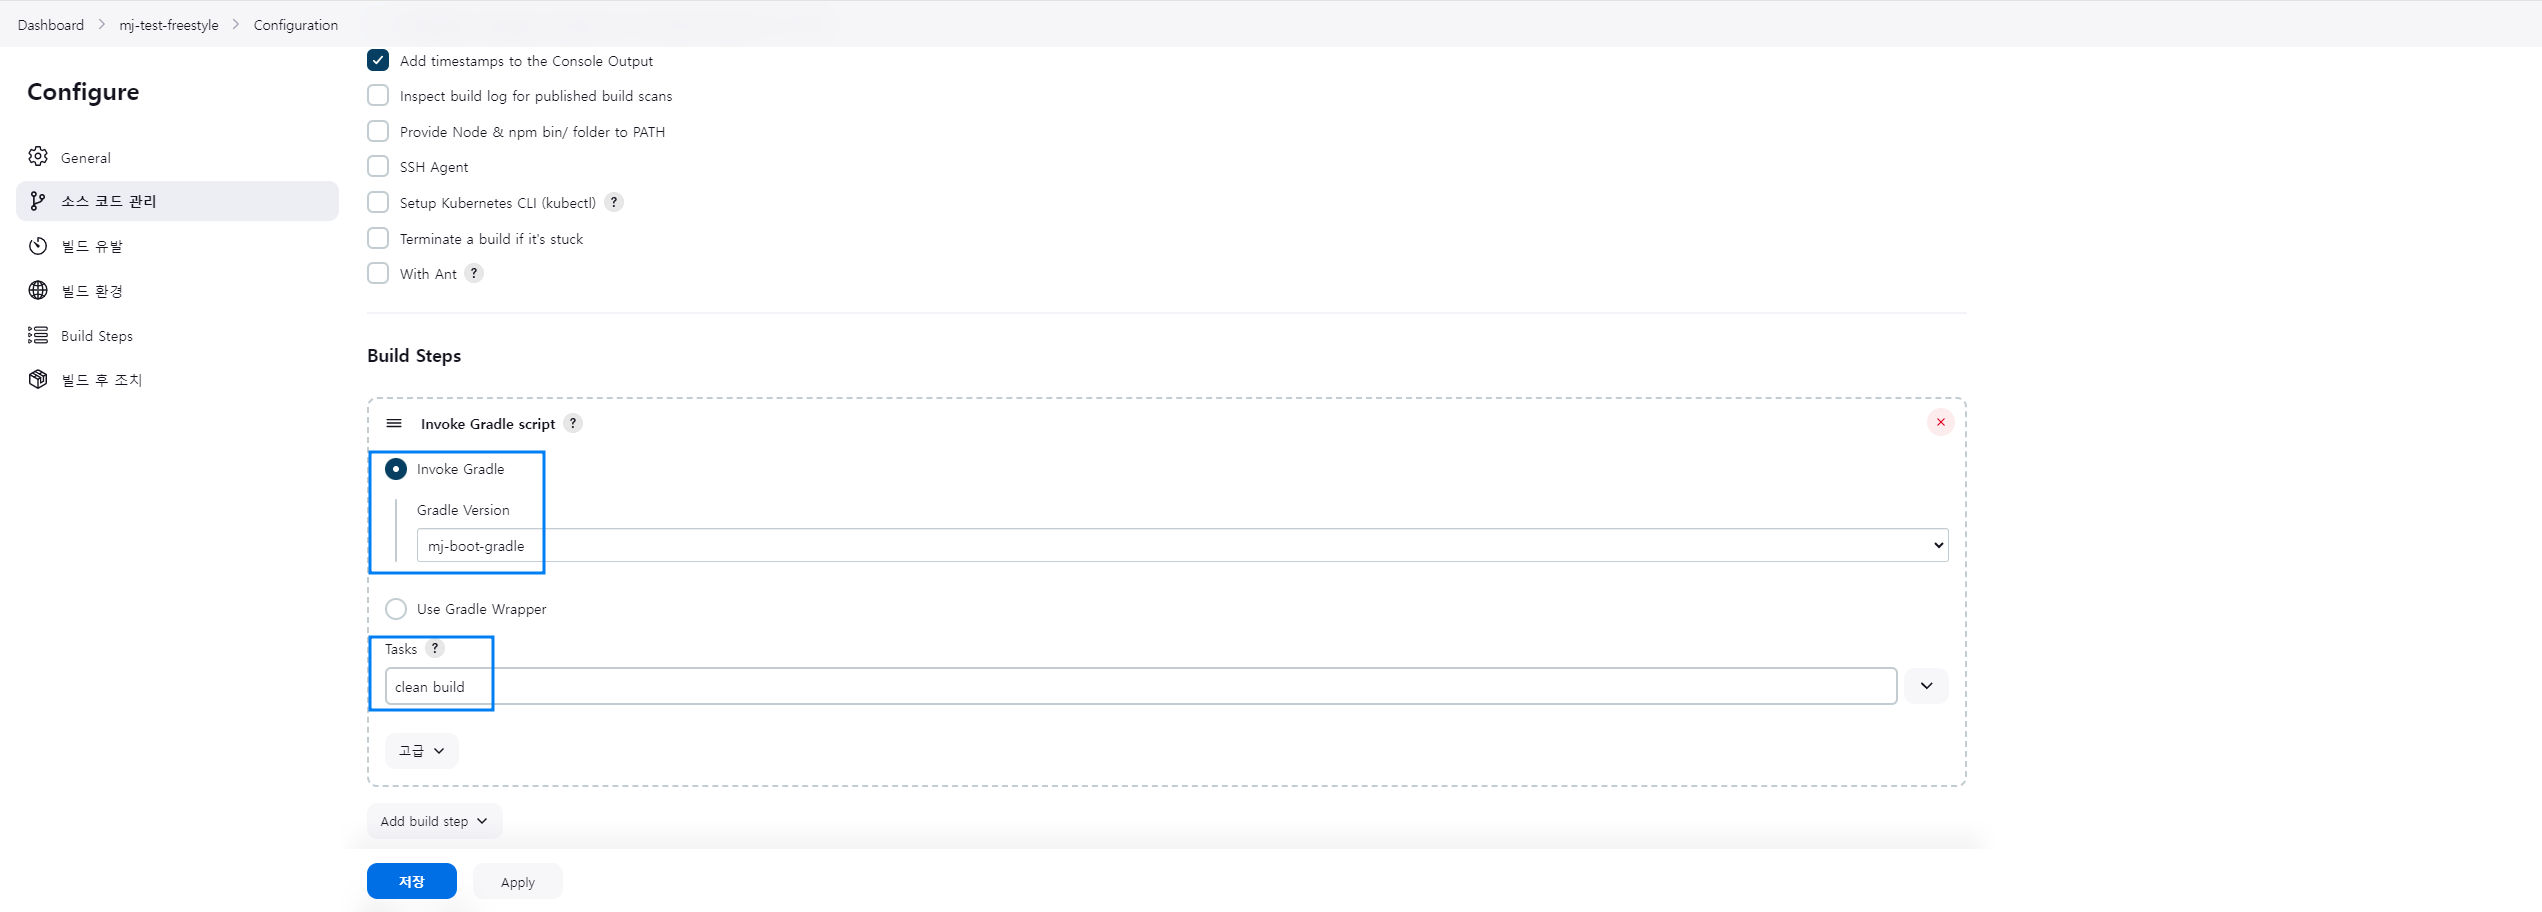 Dashboard > mj-test-freestyle > Configuration
Configure
General
소스 코드 관리
빌드 유발
빌드 환경
Build Steps
빌드 후 조치
Add timestamps to the Console Output
Inspect build log for published build scans
Provide Node & npm bin/ folder to PATH
SSH Agent
Setup Kubernetes CLI (kubectl) ?
Terminate a build if it's stuck
With Ant ?
Build Steps
Invoke Gradle script ?
Invoke Gradle
Gradle Version
mj-boot-gradle
Use Gradle Wrapper
Tasks ?
clean build
고급
Add build step
저장 Apply